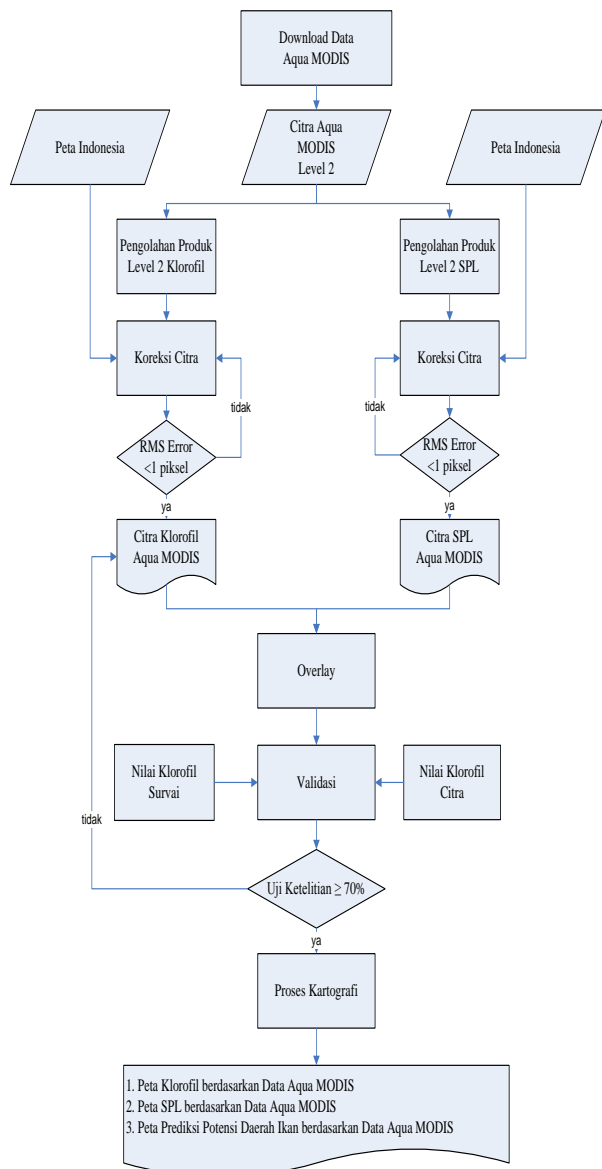 Download Data
Aqua MODIS
Peta Indonesia
Citra Aqua
MODIS
Level 2
Peta Indonesia
Pengolahan Produk
Level 2 Klorofil
Pengolahan Produk
Level 2 SPL
Koreksi Citra
Koreksi Citra
tidak
tidak
RMS Error
<1 piksel
RMS Error
<1 piksel
ya
ya
Citra Klorofil
Aqua MODIS
Citra SPL
Aqua MODIS
Overlay
Nilai Klorofil
Survai
Validasi
Nilai Klorofil
Citra
tidak
Uji Ketelitian ≥ 70%
ya
Proses Kartografi
1. Peta Klorofil berdasarkan Data Aqua MODIS
2. Peta SPL berdasarkan Data Aqua MODIS
3. Peta Prediksi Potensi Daerah Ikan berdasarkan Data Aqua MODIS